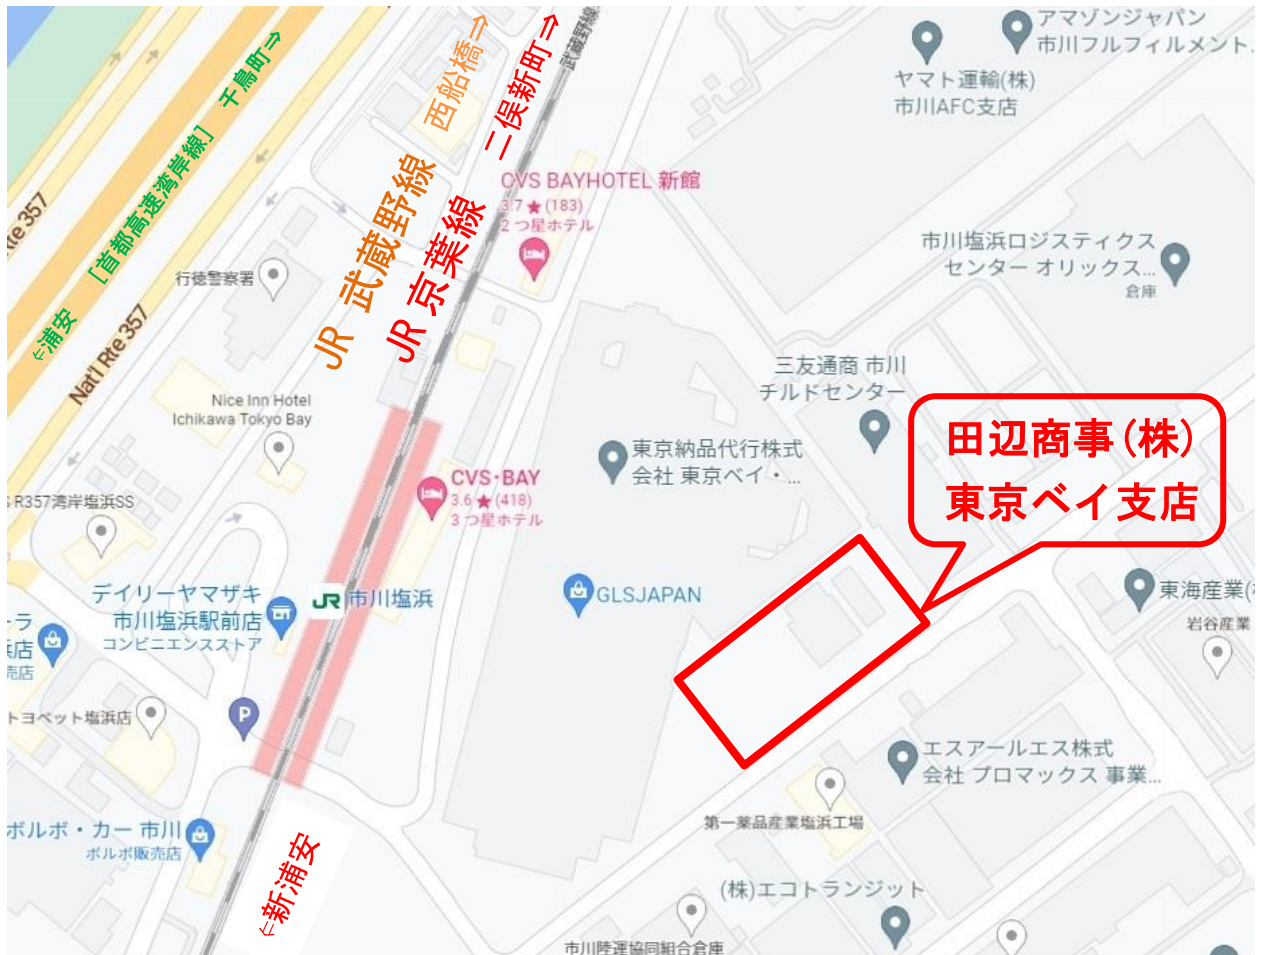 アマゾンジャパン
市川フルフィルメント...
ヤマト運輸(株)
市川AFC支店
西船橋⇒
二俣新町⇒
武蔵野線
千鳥町⇒
[首都高速湾岸線]
⇐浦安
Nat'l Rte 357
JR 武蔵野線
JR 京葉線
CVS BAYHOTEL 新館
3.7★(183)
2 つ星ホテル
行徳警察署
市川塩浜ロジスティクス
センター オリックス...
倉庫
三友通商 市川
チルドセンター
Nice Inn Hotel
Ichikawa Tokyo Bay
田辺商事(株)
東京ベイ支店
東京納品代行株式
会社 東京ベイ・...
CVS・BAY
3.6★(418)
3 つ星ホテル
R357湾岸塩浜SS
デイリーヤマザキ
市川塩浜駅前店
コンビニエンスストア
JR 市川塩浜
GLSJAPAN
東海産業(
岩谷産業
ラ
店
売店
トヨペット塩浜店
P
エスアールエス株式
会社 プロマックス 事業...
第一薬品産業塩浜工場
ボルボ・カー 市川
ボルボ販売店
⇐新浦安
(株)エコトランジット
市川陸運協同組合倉庫